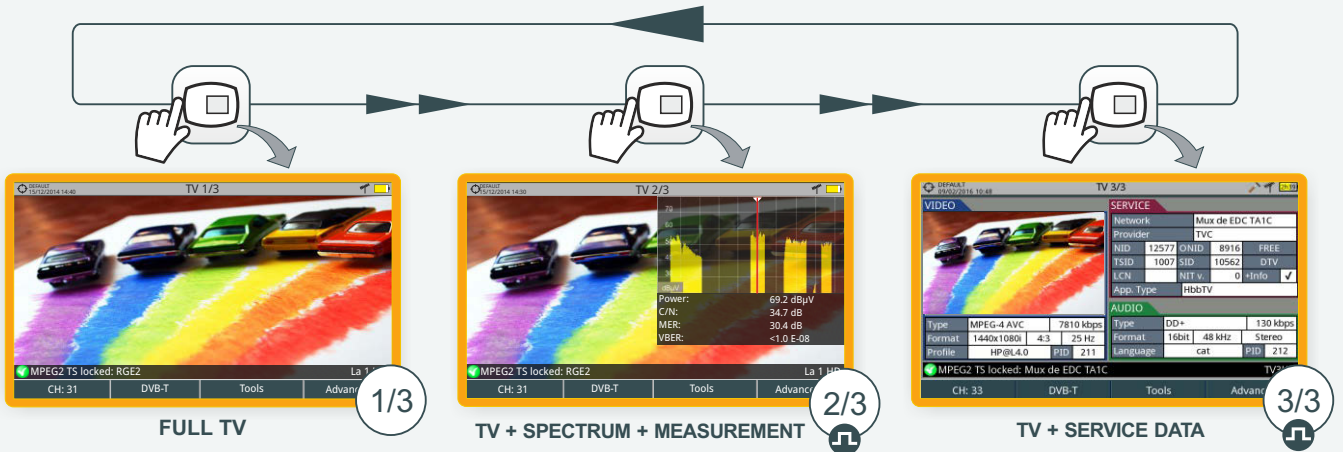 DEFAULT
15/12/2014 14:40
TV 1/3
MPEG2 TS locked: RGE2
La 1
CH: 31
DVB-T
Tools
Advanc
1/3
FULL TV
DEFAULT
15/12/2014 14:30
TV 2/3
70
60
dBµV
Power: 69.2 dBµV
C/N: 34.7 dB
MER: 30.4 dB
VBER: <1.0 E-08
MPEG2 TS locked: RGE2
La 1 HD
CH: 31
DVB-T
Tools
Advanc
2/3
TV + SPECTRUM + MEASUREMENT
DEFAULT
09/02/2016 10:48
TV 3/3
VIDEO
Type MPEG-4 AVC 7810 kbps
Format 1440x1080i 4:3 25 Hz
Profile HP@L4.0 PID 211
SERVICE
Network Mux de EDC TA1C
Provider TVC
NID 12577 ONID 8916 FREE
TSID 1007 SID 10562 DTV
LCN NIT v. 0 +Info ✓
App. Type HbbTV
AUDIO
Type DD+ 130 kbps
Format 16bit 48 kHz Stereo
Language cat PID 212
MPEG2 TS locked: Mux de EDC TA1C
CH: 33
DVB-T
Tools
Advan
3/3
TV + SERVICE DATA